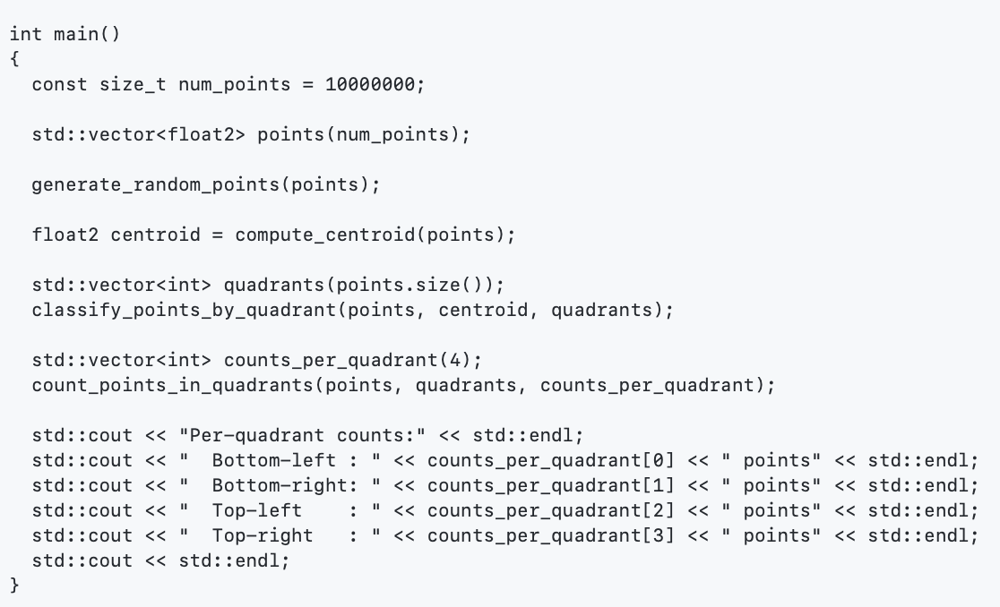 int main()
{
  const size_t num_points = 10000000;

  std::vector<float2> points(num_points);

  generate_random_points(points);

  float2 centroid = compute_centroid(points);

  std::vector<int> quadrants(points.size());
  classify_points_by_quadrant(points, centroid, quadrants);

  std::vector<int> counts_per_quadrant(4);
  count_points_in_quadrants(points, quadrants, counts_per_quadrant);

  std::cout << "Per-quadrant counts:" << std::endl;
  std::cout << "  Bottom-left : " << counts_per_quadrant[0] << " points" << std::endl;
  std::cout << "  Bottom-right: " << counts_per_quadrant[1] << " points" << std::endl;
  std::cout << "  Top-left    : " << counts_per_quadrant[2] << " points" << std::endl;
  std::cout << "  Top-right   : " << counts_per_quadrant[3] << " points" << std::endl;
  std::cout << std::endl;
}